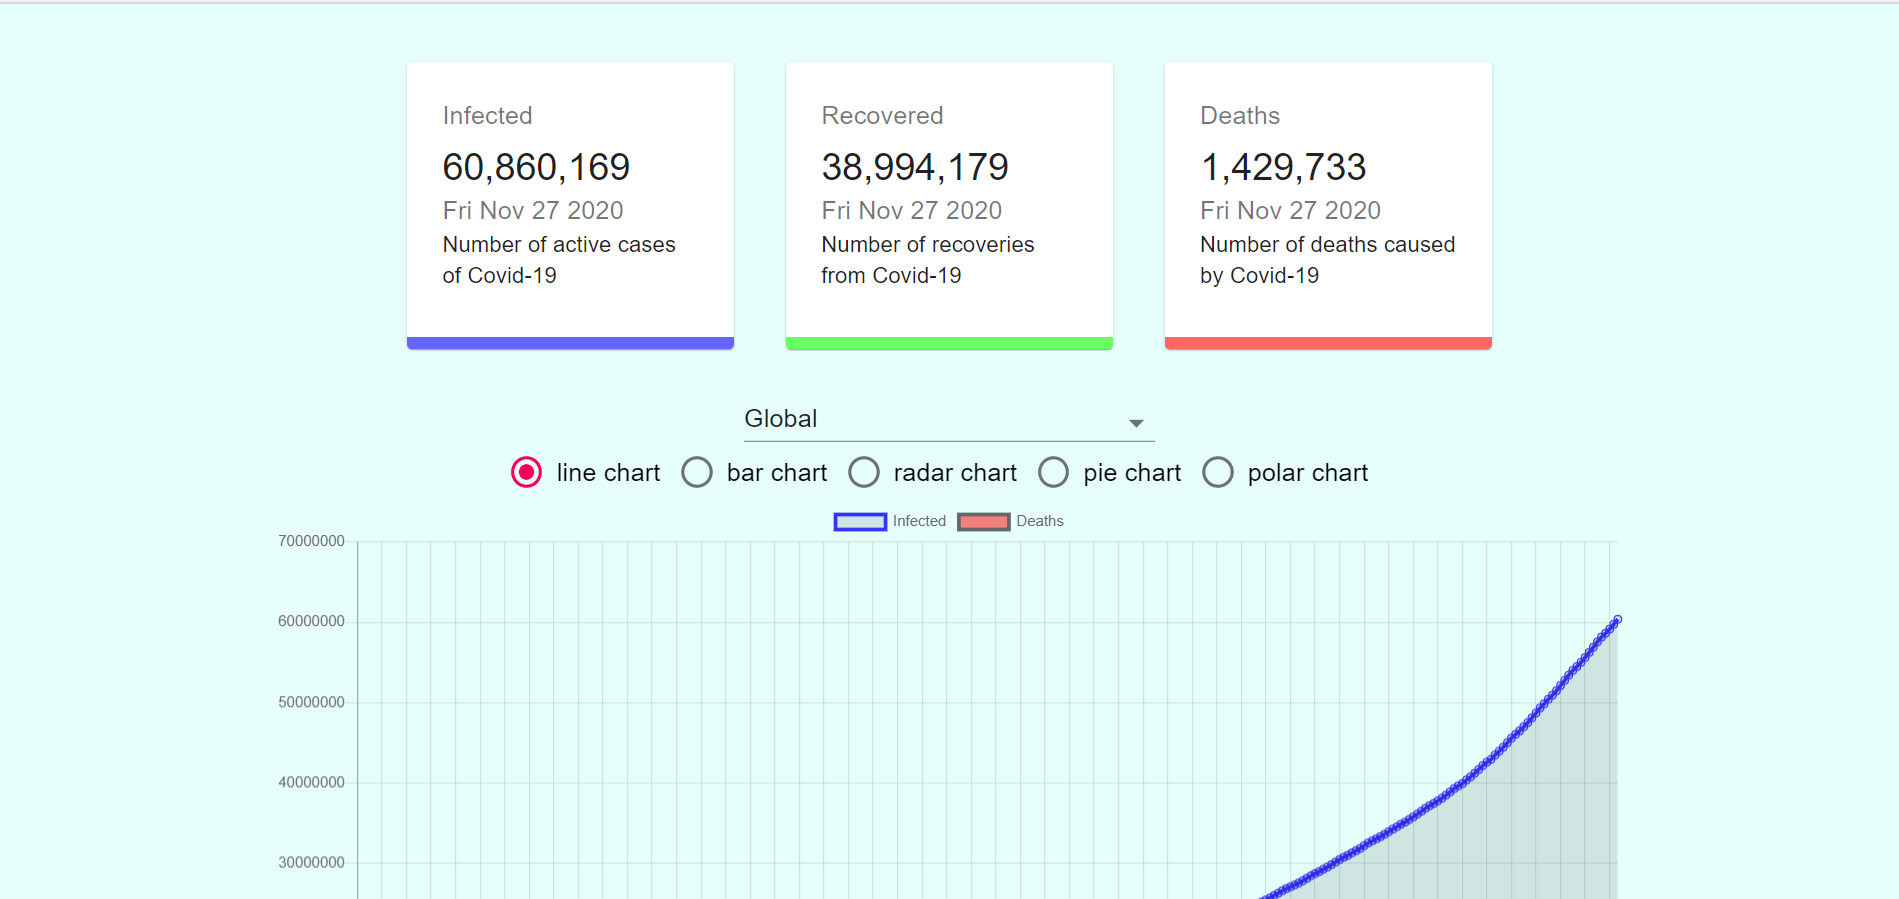 Infected
60,860,169
Fri Nov 27 2020
Number of active cases
of Covid-19
Recovered
38,994,179
Fri Nov 27 2020
Number of recoveries
from Covid-19
Deaths
1,429,733
Fri Nov 27 2020
Number of deaths caused
by Covid-19
Global
line chart bar chart radar chart pie chart polar chart
Infected Deaths
70000000
60000000
50000000
40000000
30000000